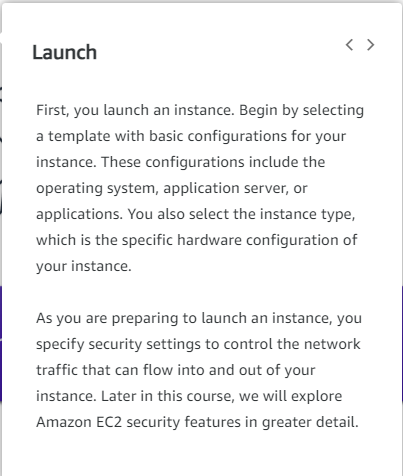 Launch
First, you launch an instance. Begin by selecting
a template with basic configurations for your
instance. These configurations include the
operating system, application server, or
applications. You also select the instance type,
which is the specific hardware configuration of
your instance.
As you are preparing to launch an instance, you
specify security settings to control the network
traffic that can flow into and out of your
instance. Later in this course, we will explore
Amazon EC2 security features in greater detail.